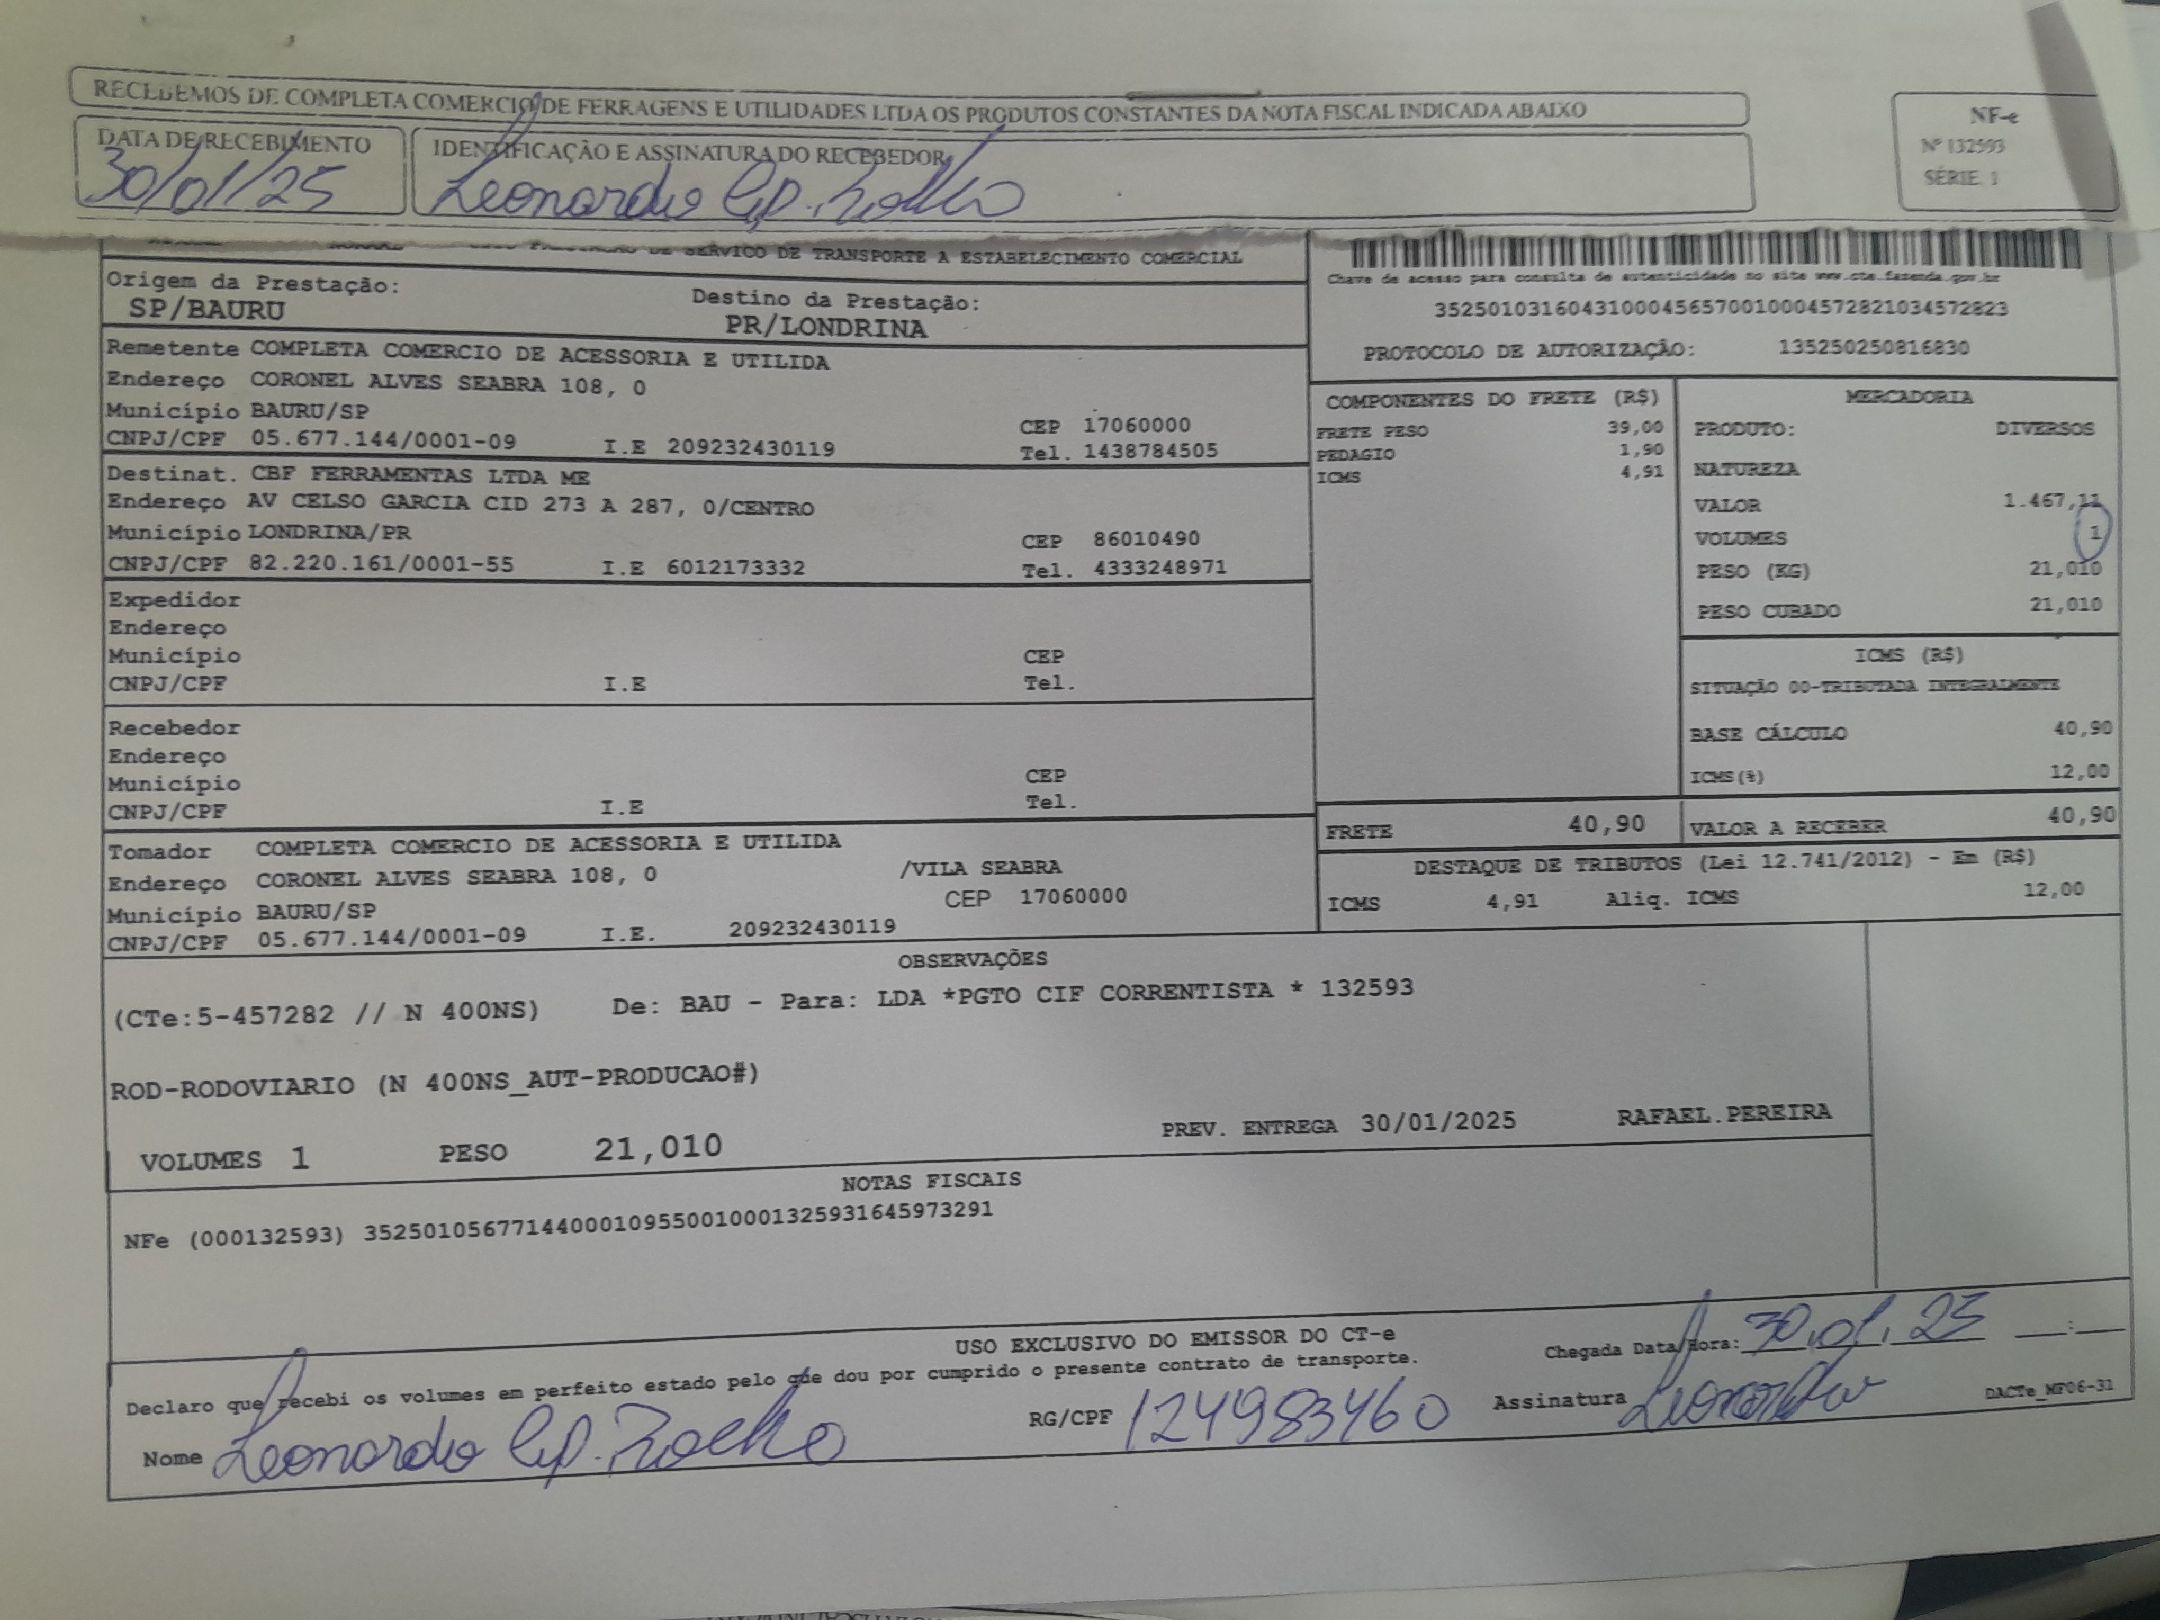 RECEBEMOS DE COMPLETA COMERCIO DE FERRAGENS E UTILIDADES LTDA OS PRODUTOS CONSTANTES DA NOTA FISCAL INDICADA ABAIXO
NF-e
Nº 132593
SÉRIE 1
DATA DE RECEBIMENTO
30/01/25
IDENTIFICAÇÃO E ASSINATURA DO RECEBEDOR
Leonardo
PRESTAÇÃO DE SERVICO DE TRANSPORTE A ESTABELECIMENTO COMERCIAL
Chave de acesso para consulta de autenticidade no site www.cte.fazenda.gov.br
35250103160431000456570010004572821034572823
PROTOCOLO DE AUTORIZAÇÃO: 135250250816830
Origem da Prestação:
SP/BAURU
Destino da Prestação:
PR/LONDRINA
Remetente COMPLETA COMERCIO DE ACESSORIA E UTILIDA
Endereço CORONEL ALVES SEABRA 108, 0
Município BAURU/SP CEP 17060000
CNPJ/CPF 05.677.144/0001-09 I.E 209232430119 Tel. 1438784505
Destinat. CBF FERRAMENTAS LTDA ME
Endereço AV CELSO GARCIA CID 273 A 287, 0/CENTRO
Município LONDRINA/PR CEP 86010490
CNPJ/CPF 82.220.161/0001-55 I.E 6012173332 Tel. 4333248971
Expedidor
Endereço
Município CEP
CNPJ/CPF I.E Tel.
Recebedor
Endereço
Município CEP
CNPJ/CPF I.E Tel.
Tomador COMPLETA COMERCIO DE ACESSORIA E UTILIDA
Endereço CORONEL ALVES SEABRA 108, 0 /VILA SEABRA
Município BAURU/SP CEP 17060000
CNPJ/CPF 05.677.144/0001-09 I.E. 209232430119
COMPONENTES DO FRETE (R$)
FRETE PESO 39,00
PEDAGIO 1,90
ICMS 4,91
MERCADORIA
PRODUTO: DIVERSOS
NATUREZA
VALOR 1.467,11
VOLUMES 1
PESO (KG) 21,010
PESO CUBADO 21,010
ICMS (R$)
SITUAÇÃO 00-TRIBUTADA INTEGRALMENTE
BASE CÁLCULO 40,90
ICMS(%) 12,00
FRETE 40,90 VALOR A RECEBER 40,90
DESTAQUE DE TRIBUTOS (Lei 12.741/2012) - Em (R$)
ICMS 4,91 Aliq. ICMS 12,00
OBSERVAÇÕES
(CTe:5-457282 // N 400NS) De: BAU - Para: LDA *PGTO CIF CORRENTISTA * 132593
ROD-RODOVIARIO (N 400NS_AUT-PRODUCAO#)
PREV. ENTREGA 30/01/2025 RAFAEL.PEREIRA
VOLUMES 1 PESO 21,010
NOTAS FISCAIS
NFe (000132593) 35250105677144000109550010001325931645973291
USO EXCLUSIVO DO EMISSOR DO CT-e
Declaro que recebi os volumes em perfeito estado pelo que dou por cumprido o presente contrato de transporte.
Chegada Data/Hora: 30.01.25 __:__
Nome Leonardo
RG/CPF 124983460
Assinatura Leonardo
DACTe_MF06-31